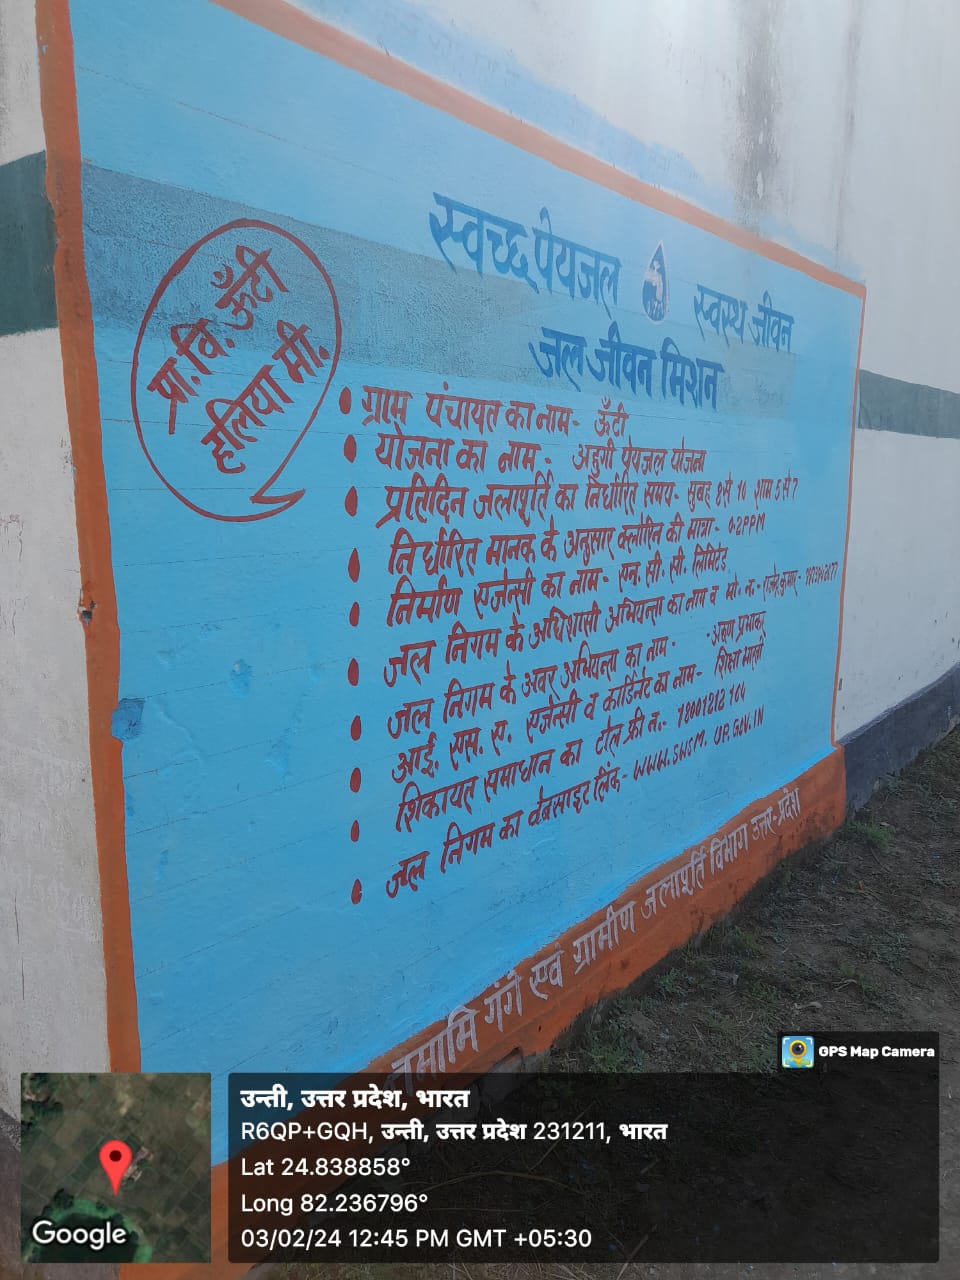 प्रा.वि. ऊँटी
हलिया मी.
स्वच्छ पेयजल स्वस्थ जीवन
जल जीवन मिशन
• ग्राम पंचायत का नाम - ऊँटी
• योजना का नाम - अहुगी पेयजल योजना
• प्रतिदिन जलापूर्ति का निर्धारित समय - सुबह 8 से 10 शाम 5 से 7
• निर्धारित मानक के अनुसार क्लोरिन की मात्रा - 0.2PPM
• निर्माण एजेन्सी का नाम - एन. सी. सी. लिमिटेड
• जल निगम के अधिशासी अभियन्ता का नाम व मो. न. -
• जल निगम के अवर अभियन्ता का नाम -
• आई. एस. ए. एजेन्सी व कार्डिनेट का नाम - शिक्षा भारती
• शिकायत समाधान का टोल फ्री न. - 18001212164
• जल निगम का वेबसाइट लिंक - WWW.SWSM.UP.GOV.IN
नमामि गंगे एवं ग्रामीण जलापूर्ति विभाग उत्तर-प्रदेश
GPS Map Camera
उन्ती, उत्तर प्रदेश, भारत
R6QP+GQH, उन्ती, उत्तर प्रदेश 231211, भारत
Lat 24.838858°
Long 82.236796°
03/02/24 12:45 PM GMT +05:30
Google